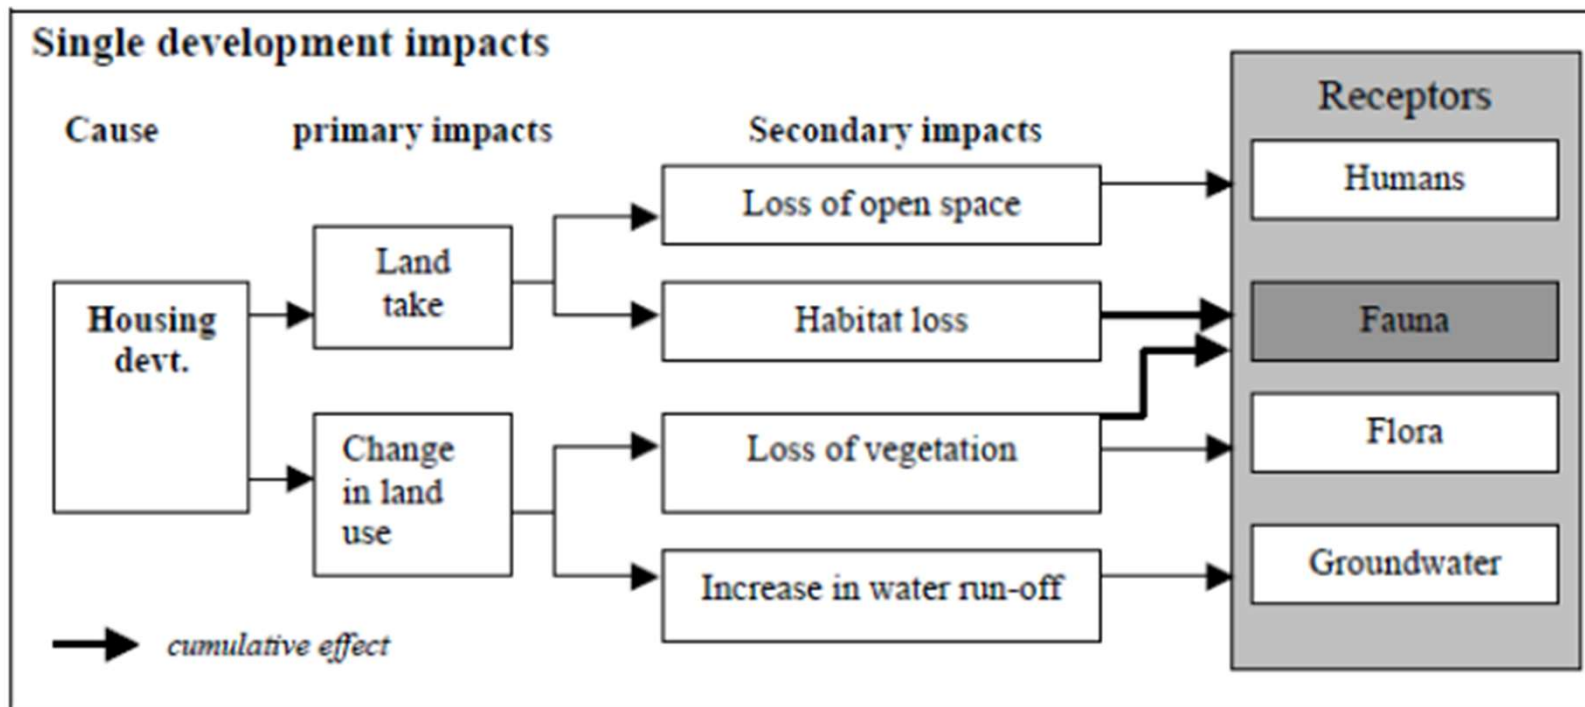 Single development impacts
Cause
primary impacts
Secondary impacts
Receptors
Housing
devt.
Land
take
Change
in land
use
Loss of open space
Habitat loss
Loss of vegetation
Increase in water run-off
Humans
Fauna
Flora
Groundwater
cumulative effect